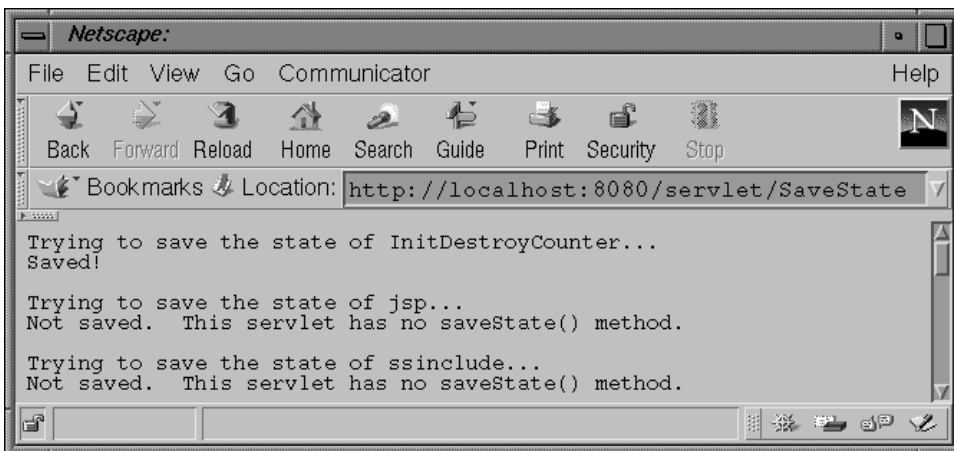 Netscape:
File Edit View Go Communicator Help
N
Back Forward Reload Home Search Guide Print Security Stop
Bookmarks Location: http://localhost:8080/servlet/SaveState
Trying to save the state of InitDestroyCounter...
Saved!
Trying to save the state of jsp...
Not saved.  This servlet has no saveState() method.
Trying to save the state of ssinclude...
Not saved.  This servlet has no saveState() method.